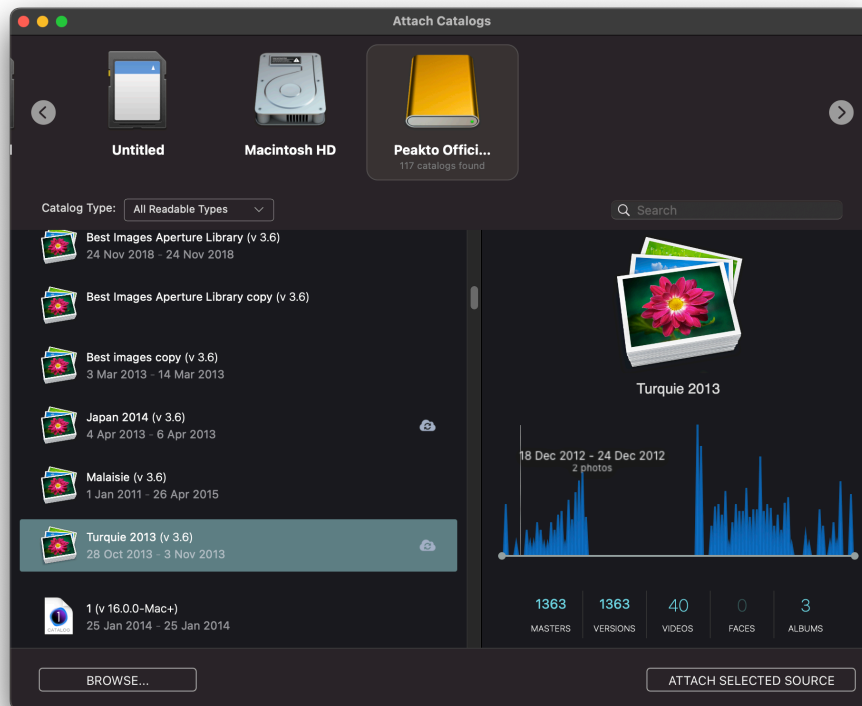 Attach Catalogs
Untitled
Macintosh HD
Peakto Offici...
117 catalogs found
Catalog Type:
All Readable Types
Search
Best Images Aperture Library (v 3.6)
24 Nov 2018 - 24 Nov 2018
Best Images Aperture Library copy (v 3.6)
Best images copy (v 3.6)
3 Mar 2013 - 14 Mar 2013
Japan 2014 (v 3.6)
4 Apr 2013 - 6 Apr 2013
Malaisie (v 3.6)
1 Jan 2011 - 26 Apr 2015
Turquie 2013 (v 3.6)
28 Oct 2013 - 3 Nov 2013
1
CATALOG
1 (v 16.0.0-Mac+)
25 Jan 2014 - 25 Jan 2014
Turquie 2013
18 Dec 2012 - 24 Dec 2012
2 photos
1363 1363 40 0 3
MASTERS VERSIONS VIDEOS FACES ALBUMS
BROWSE...
ATTACH SELECTED SOURCE